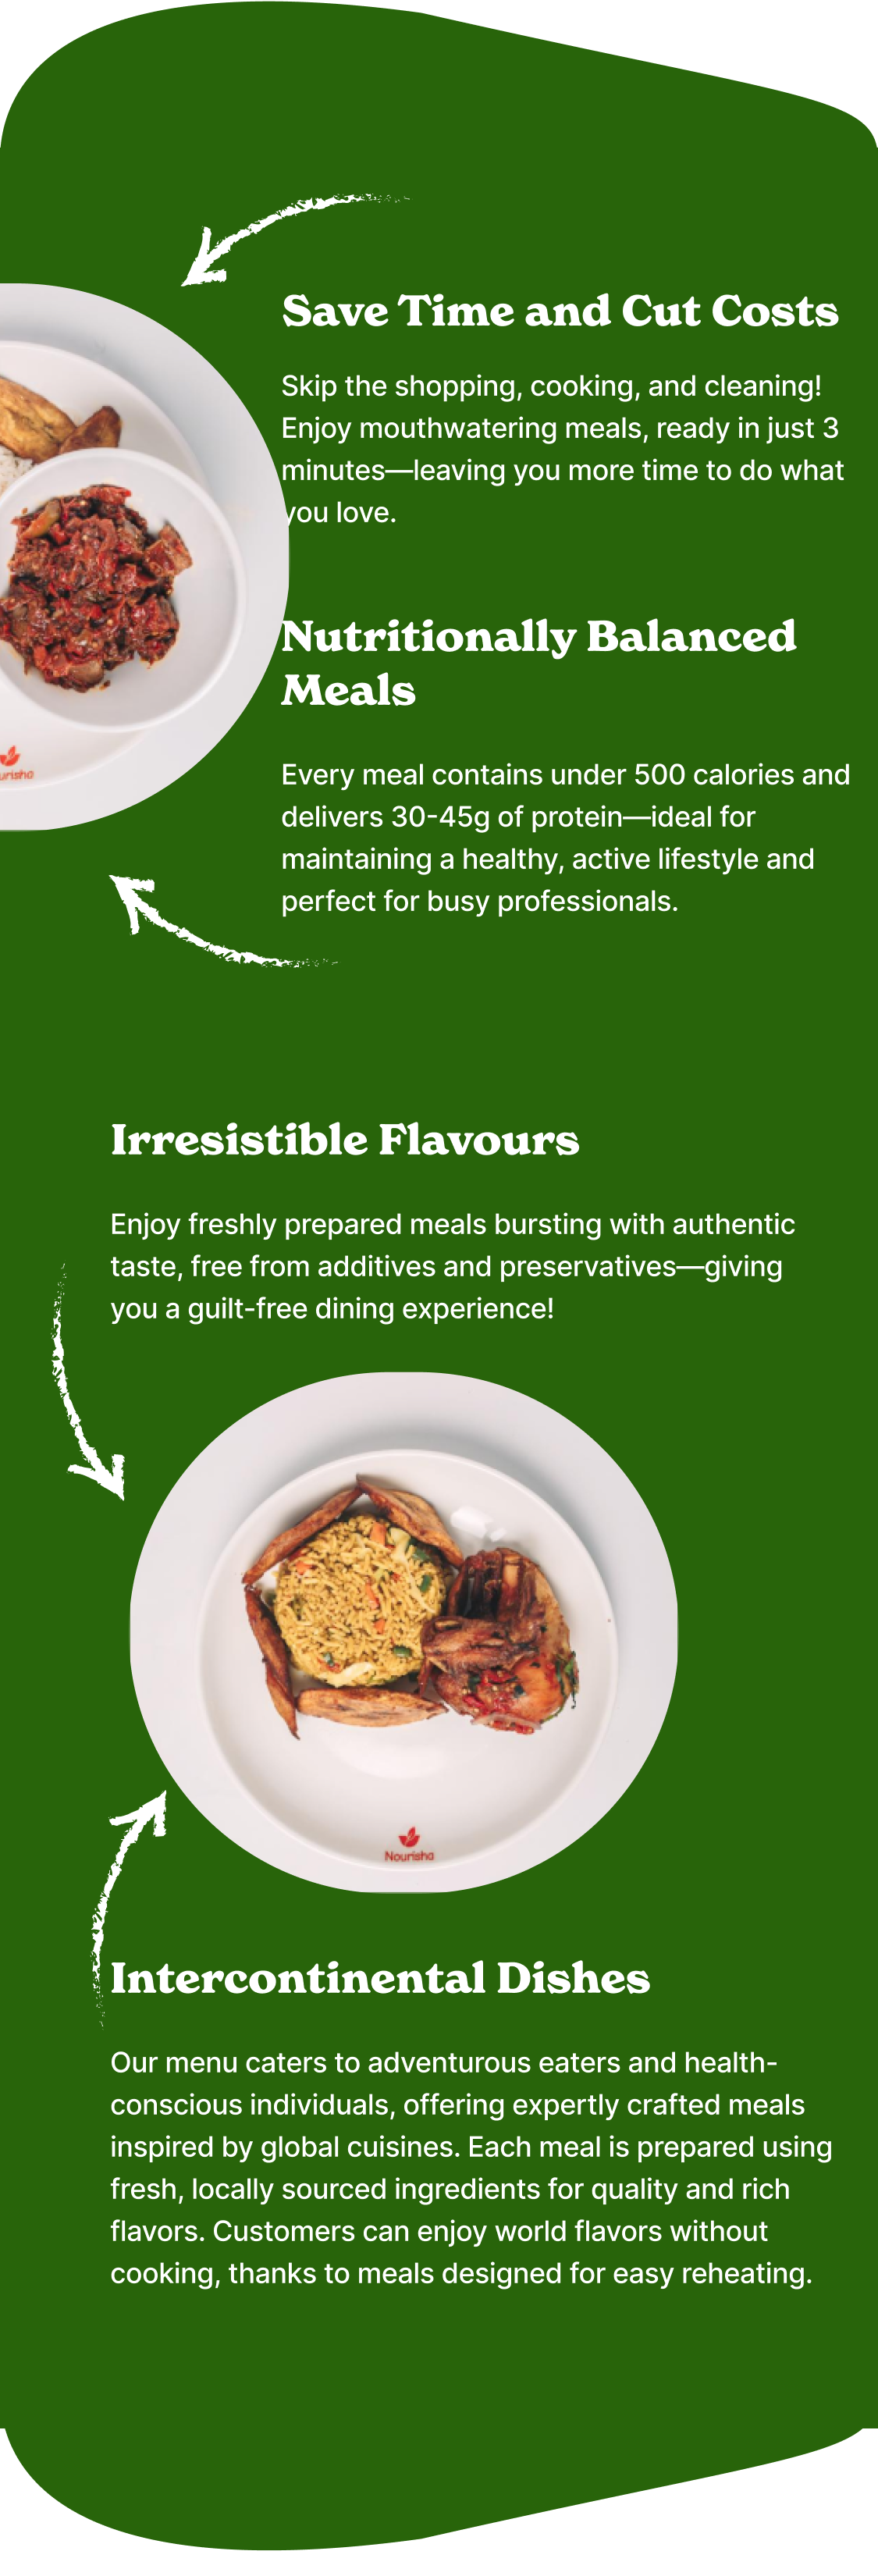 Save Time and Cut Costs
Skip the shopping, cooking, and cleaning!
Enjoy mouthwatering meals, ready in just 3
minutes—leaving you more time to do what
you love.
Nutritionally Balanced
Meals
urisha
Every meal contains under 500 calories and
delivers 30-45g of protein—ideal for
maintaining a healthy, active lifestyle and
perfect for busy professionals.
Irresistible Flavours
Enjoy freshly prepared meals bursting with authentic
taste, free from additives and preservatives—giving
you a guilt-free dining experience!
Nourisha
Intercontinental Dishes
Our menu caters to adventurous eaters and health-
conscious individuals, offering expertly crafted meals
inspired by global cuisines. Each meal is prepared using
fresh, locally sourced ingredients for quality and rich
flavors. Customers can enjoy world flavors without
cooking, thanks to meals designed for easy reheating.